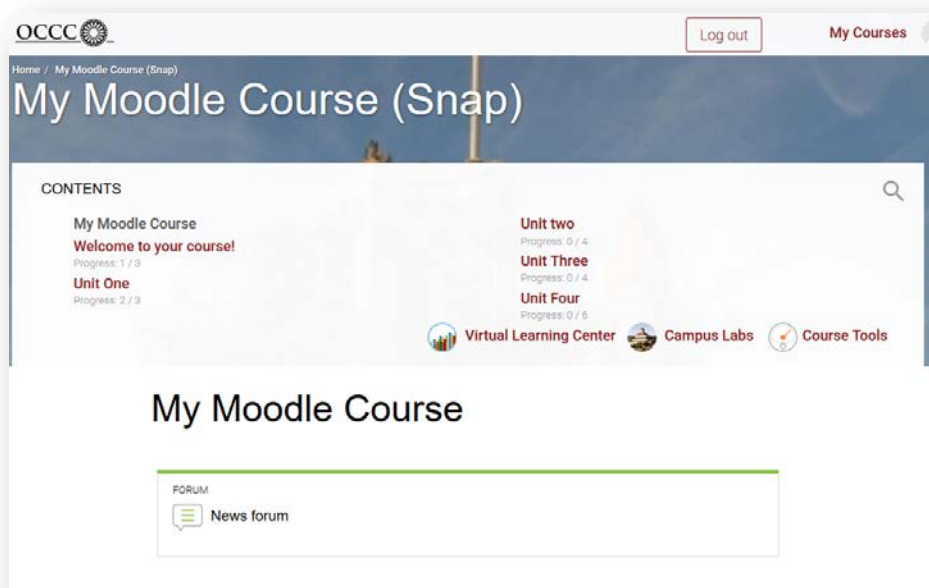 OCCC
Log out
My Courses
Home / My Moodle Course (Snap)
My Moodle Course (Snap)
CONTENTS
My Moodle Course
Welcome to your course!
Progress: 1 / 3
Unit One
Progress: 2 / 3
Unit two
Progress: 0 / 4
Unit Three
Progress: 0 / 4
Unit Four
Progress: 0 / 6
Virtual Learning Center
Campus Labs
Course Tools
My Moodle Course
FORUM
News forum